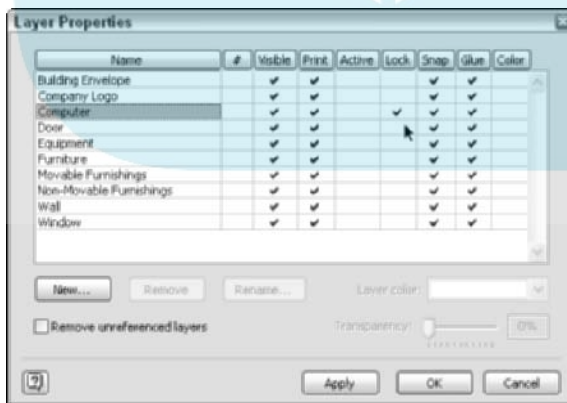 Layer Properties
Name # Visible Print Active Lock Snap Glue Color
Building Envelope
Company Logo
Computer
Door
Equipment
Furniture
Movable Furnishings
Non-Movable Furnishings
Wall
Window
New... Remove Rename... Layer color:
Remove unreferenced layers Transparency: 0%
Apply OK Cancel